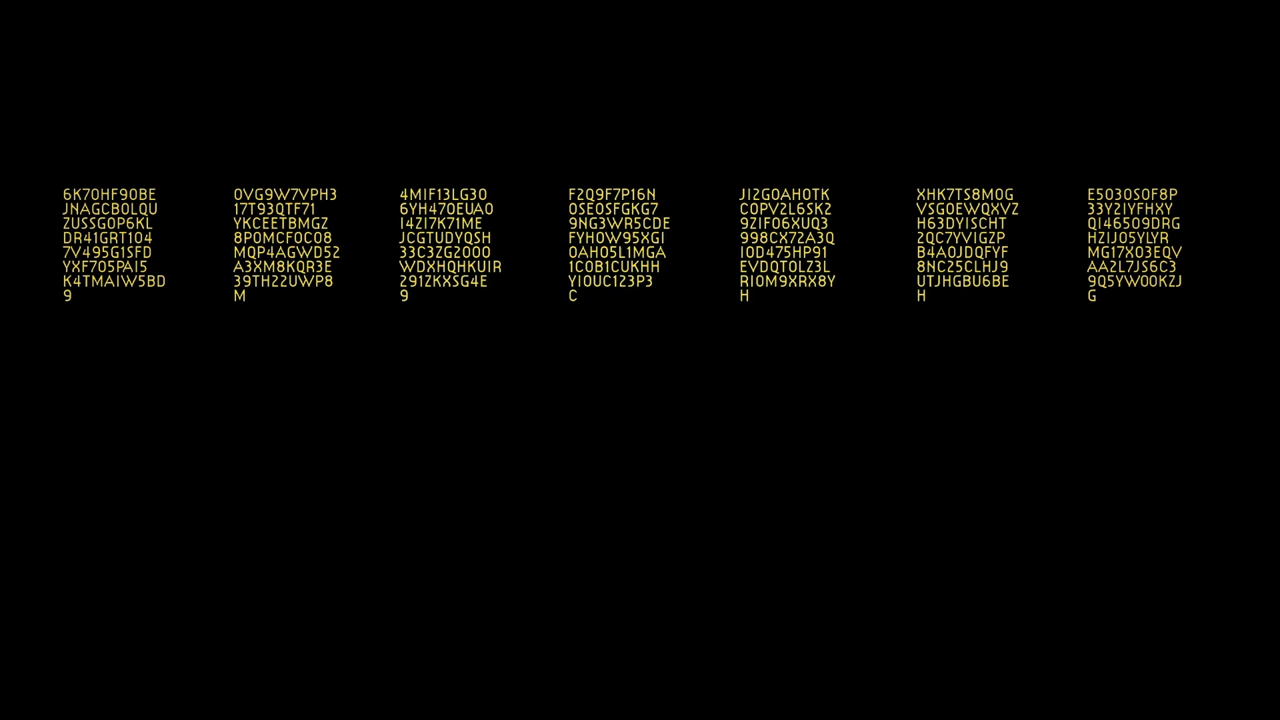 6K70HF90BE
JNAGCB0LQU
ZUSSGOP6KL
DR41GRT104
7V495G1SFD
YXF705PAI5
K4TMAIW5BD
9
0VG9W7VPH3
17T93QTF71
YKCEETBMGZ
8P0MCF0C08
MQP4AGWD52
A3XM8KQR3E
39TH22UWP8
M
4MIF13LG30
6YH470EUA0
I4ZI7K71ME
JCGTUDYQSH
33C3ZG2000
WDXHQHKUIR
291ZKXSG4E
9
F2Q9F7P16N
0SE0SFGKG7
9NG3WR5CDE
FYH0W95XGI
0AH05L1MGA
1C0B1CUKHH
YI0UC123P3
C
JI2G0AH0TK
C0PV2L6SK2
9ZIF06XUQ3
998CX72A3Q
I0D475HP91
EVDQT0LZ3L
RI0M9XRX8Y
H
XHK7TS8M0G
VSG0EWQXVZ
H63DYISCHT
2QC7YVIGZP
B4A0JDQFYF
8NC25CLHJ9
UTJHGBU6BE
H
E5030S0F8P
33Y2IYFHXY
QI46509DRG
HZIJ05YLYR
MG17X03EQV
AA2L7JS6C3
9Q5YW00KZJ
G